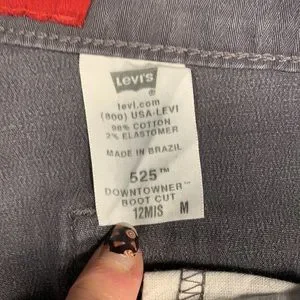 Levi's
®
levi.com
(800) USA-LEVI
98% COTTON
2% ELASTOMER
MADE IN BRAZIL
525™
DOWNTOWNER™
BOOT CUT
12MIS M